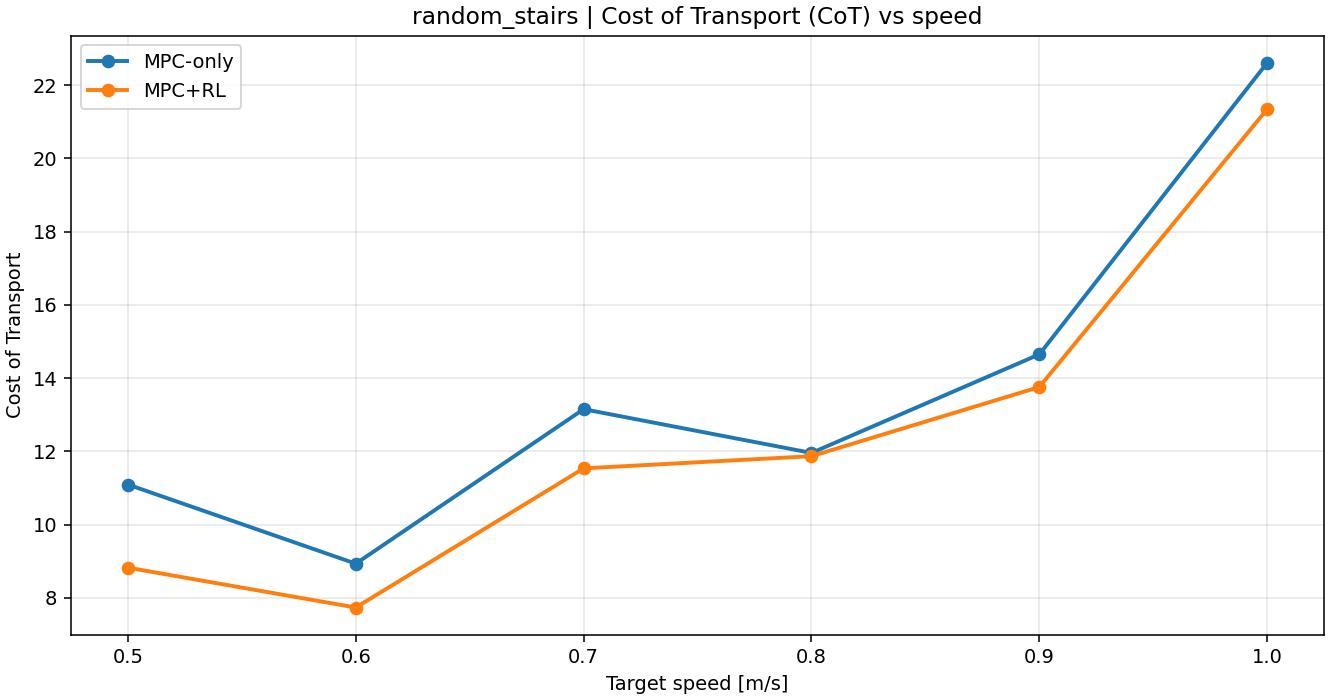 random_stairs | Cost of Transport (CoT) vs speed
MPC-only
MPC+RL
Cost of Transport
22
20
18
16
14
12
10
8
0.5 0.6 0.7 0.8 0.9 1.0
Target speed [m/s]